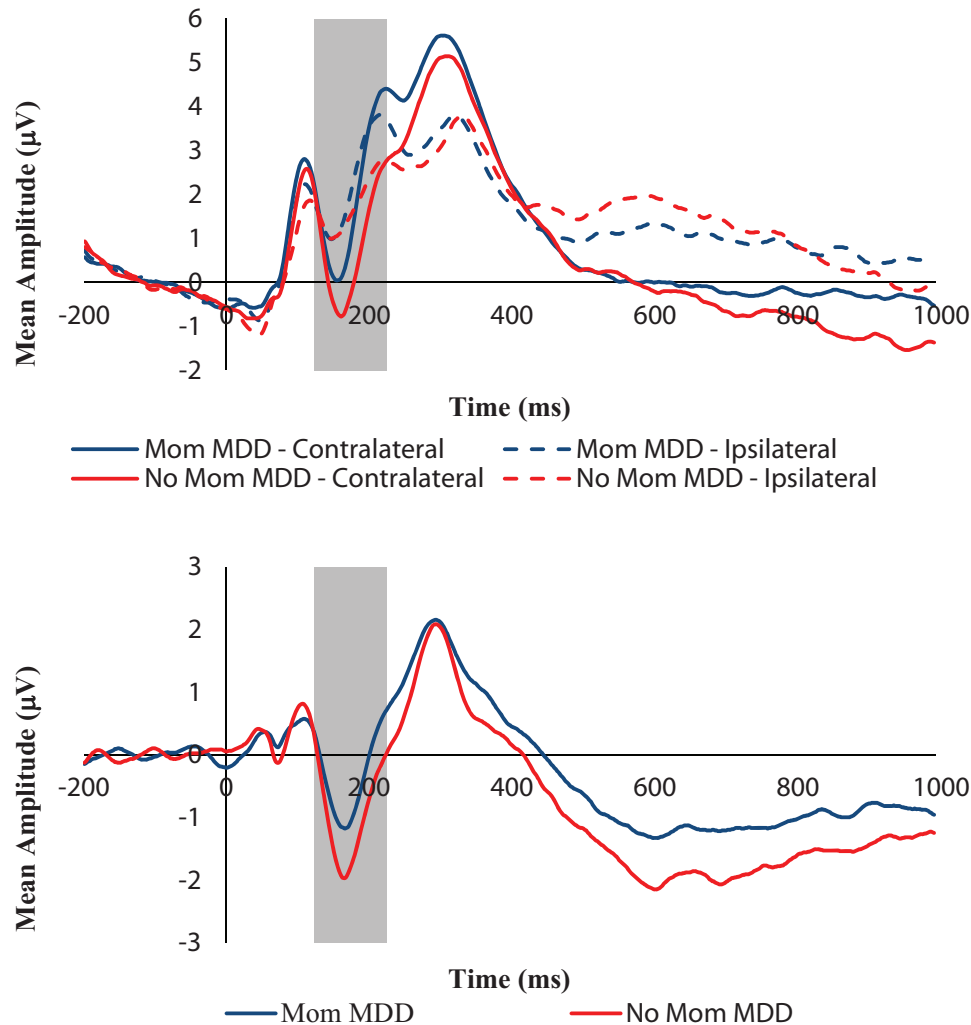 6
5
4
3
2
1
0
-1
-2
-200 0 200 400 600 800 1000
Mean Amplitude (µV)
Time (ms)
Mom MDD - Contralateral Mom MDD - Ipsilateral
No Mom MDD - Contralateral No Mom MDD - Ipsilateral
3
2
1
0
-1
-2
-3
-200 0 200 400 600 800 1000
Mean Amplitude (µV)
Time (ms)
Mom MDD No Mom MDD